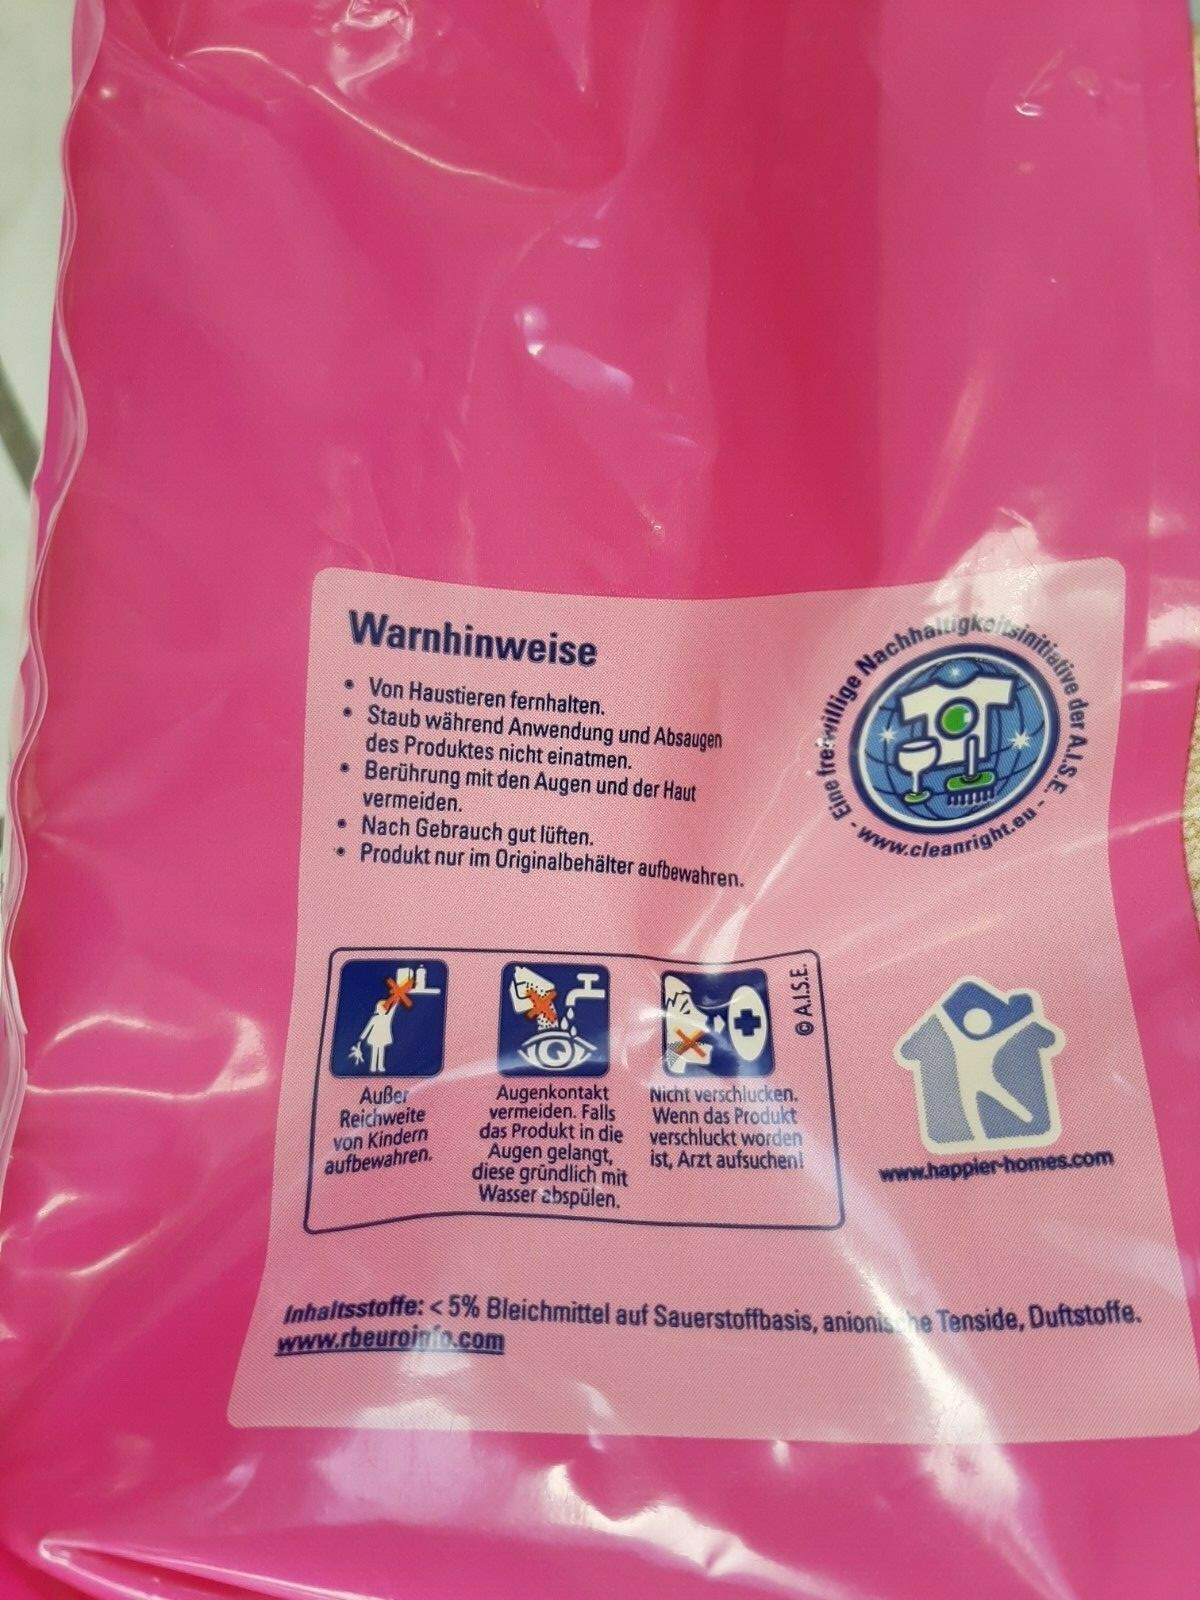 Warnhinweise
• Von Haustieren fernhalten.
• Staub während Anwendung und Absaugen
des Produktes nicht einatmen.
• Berührung mit den Augen und der Haut
vermeiden.
• Nach Gebrauch gut lüften.
• Produkt nur im Originalbehälter aufbewahren.
- Eine freiwillige Nachhaltigkeitsinitiative der A.I.S.E. -
www.cleanright.eu
© A.I.S.E.
Außer
Reichweite
von Kindern
aufbewahren.
Augenkontakt
vermeiden. Falls
das Produkt in die
Augen gelangt,
diese gründlich mit
Wasser abspülen.
Nicht verschlucken.
Wenn das Produkt
verschluckt worden
ist, Arzt aufsuchen!
www.happier-homes.com
Inhaltsstoffe: < 5% Bleichmittel auf Sauerstoffbasis, anionische Tenside, Duftstoffe.
www.rbeuroinfo.com